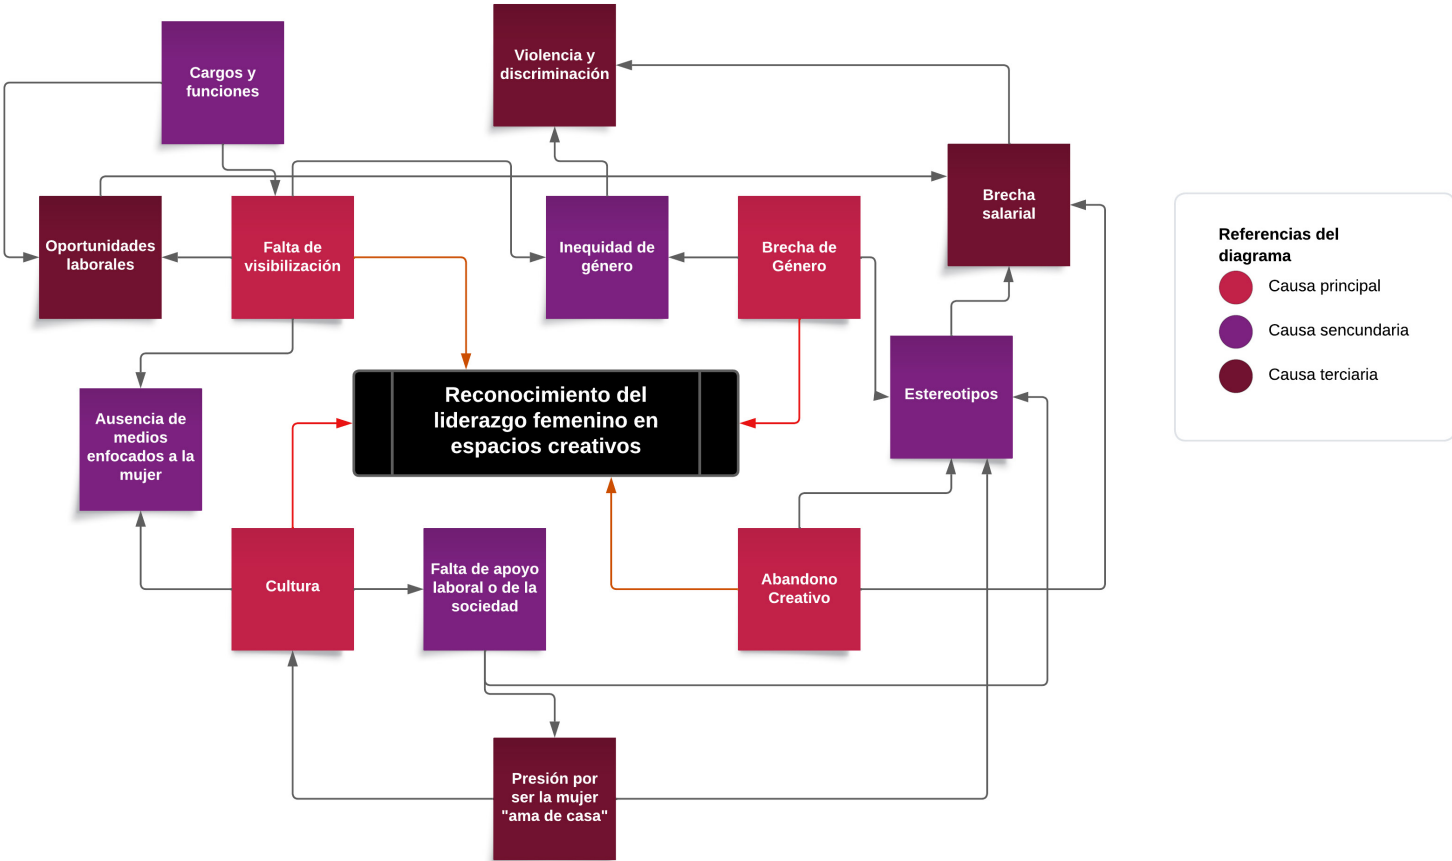 Cargos y
funciones
Violencia y
discriminación
Brecha
salarial
Oportunidades
laborales
Falta de
visibilización
Inequidad de
género
Brecha de
Género
Referencias del
diagrama
Causa principal
Causa sencundaria
Causa terciaria
Reconocimiento del
liderazgo femenino en
espacios creativos
Estereotipos
Ausencia de
medios
enfocados a la
mujer
Cultura
Falta de apoyo
laboral o de la
sociedad
Abandono
Creativo
Presión por
ser la mujer
"ama de casa"